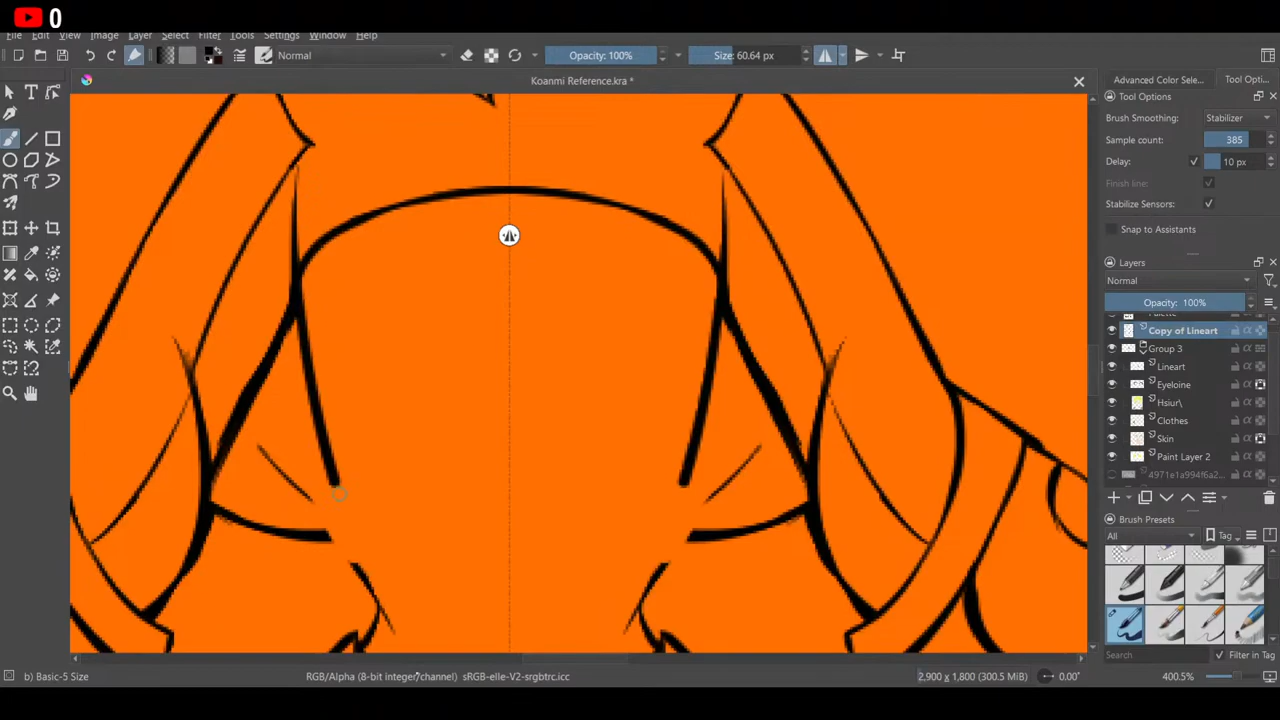 0
File Edit View Image Layer Select Filter Tools Settings Window Help
Normal Opacity: 100% Size: 60.64 px
Koanmi Reference.kra *
Advanced Color Sele... Tool Opti...
Tool Options
Brush Smoothing: Stabilizer
Sample count: 385
Delay: 10 px
Finish line:
Stabilize Sensors:
Snap to Assistants
Layers
Normal
Opacity: 100%
Palette
Copy of Lineart
Group 3
Lineart
Eyeloine
Hsiur\
Clothes
Skin
Paint Layer 2
4971e1a994f6a2...
Brush Presets
All Tag
Search Filter in Tag
b) Basic-5 Size RGB/Alpha (8-bit integer/channel) sRGB-elle-V2-srgbtrc.icc 2,900 x 1,800 (300.5 MiB) 0.00° 400.5%